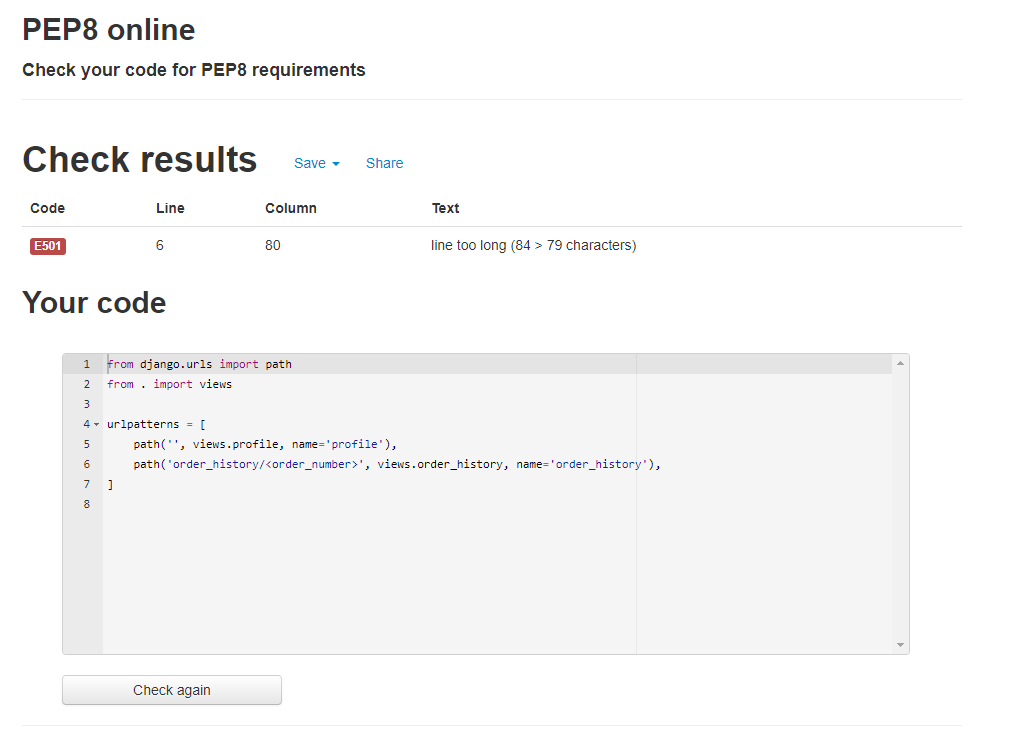 PEP8 online
Check your code for PEP8 requirements
Check results Save Share
Code Line Column Text
E501 6 80 line too long (84 > 79 characters)
Your code
1 from django.urls import path
2 from . import views
3
4 urlpatterns = [
5     path('', views.profile, name='profile'),
6     path('order_history/<order_number>', views.order_history, name='order_history'),
7 ]
8
Check again